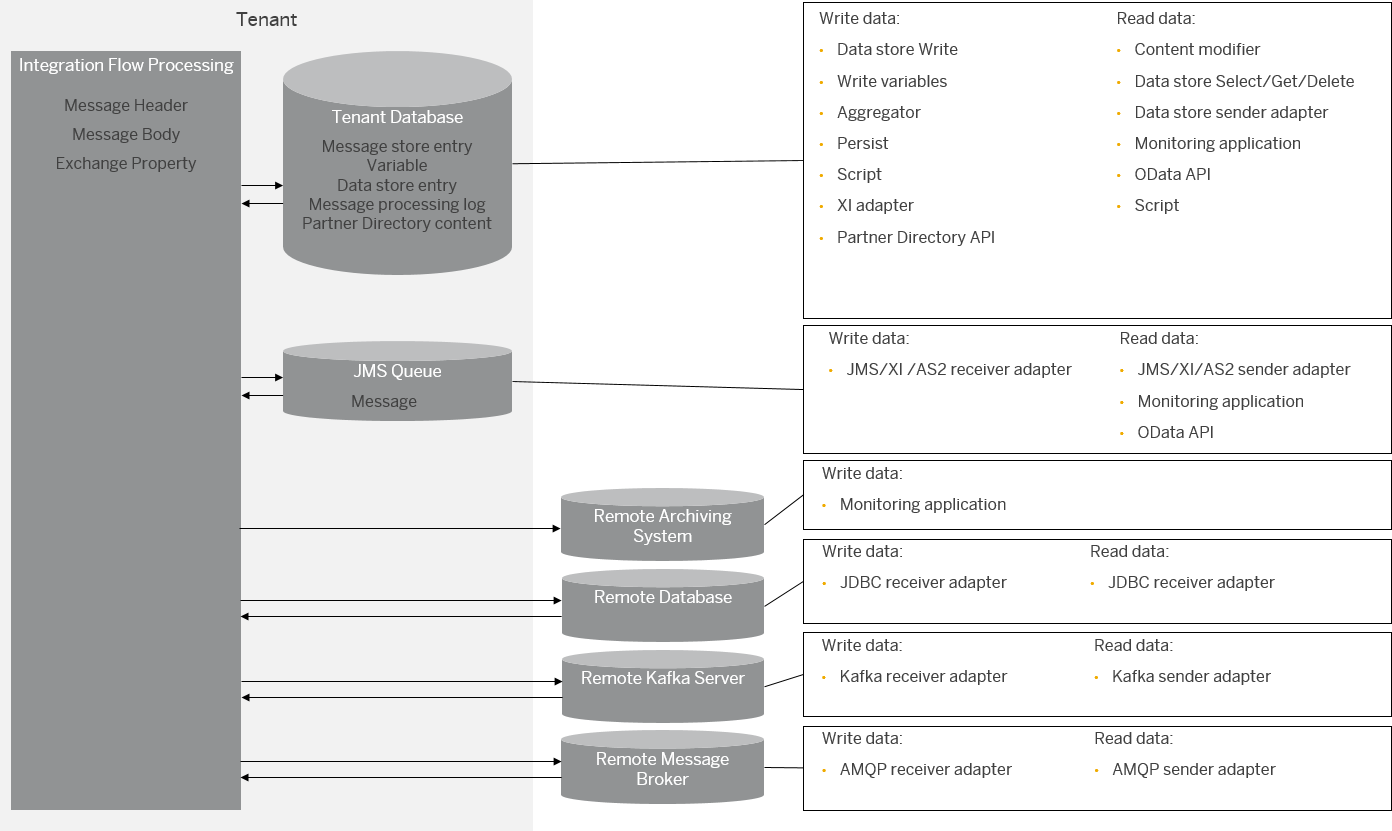 Tenant
Integration Flow Processing
Message Header
Message Body
Exchange Property
Tenant Database
Message store entry
Variable
Data store entry
Message processing log
Partner Directory content
Write data:
Data store Write
Write variables
Aggregator
Persist
Script
XI adapter
Partner Directory API
Read data:
Content modifier
Data store Select/Get/Delete
Data store sender adapter
Monitoring application
OData API
Script
JMS Queue
Message
Write data:
JMS/XI /AS2 receiver adapter
Read data:
JMS/XI/AS2 sender adapter
Monitoring application
OData API
Remote Archiving
System
Write data:
Monitoring application
Remote Database
Write data:
JDBC receiver adapter
Read data:
JDBC receiver adapter
Remote Kafka Server
Write data:
Kafka receiver adapter
Read data:
Kafka sender adapter
Remote Message
Broker
Write data:
AMQP receiver adapter
Read data:
AMQP sender adapter